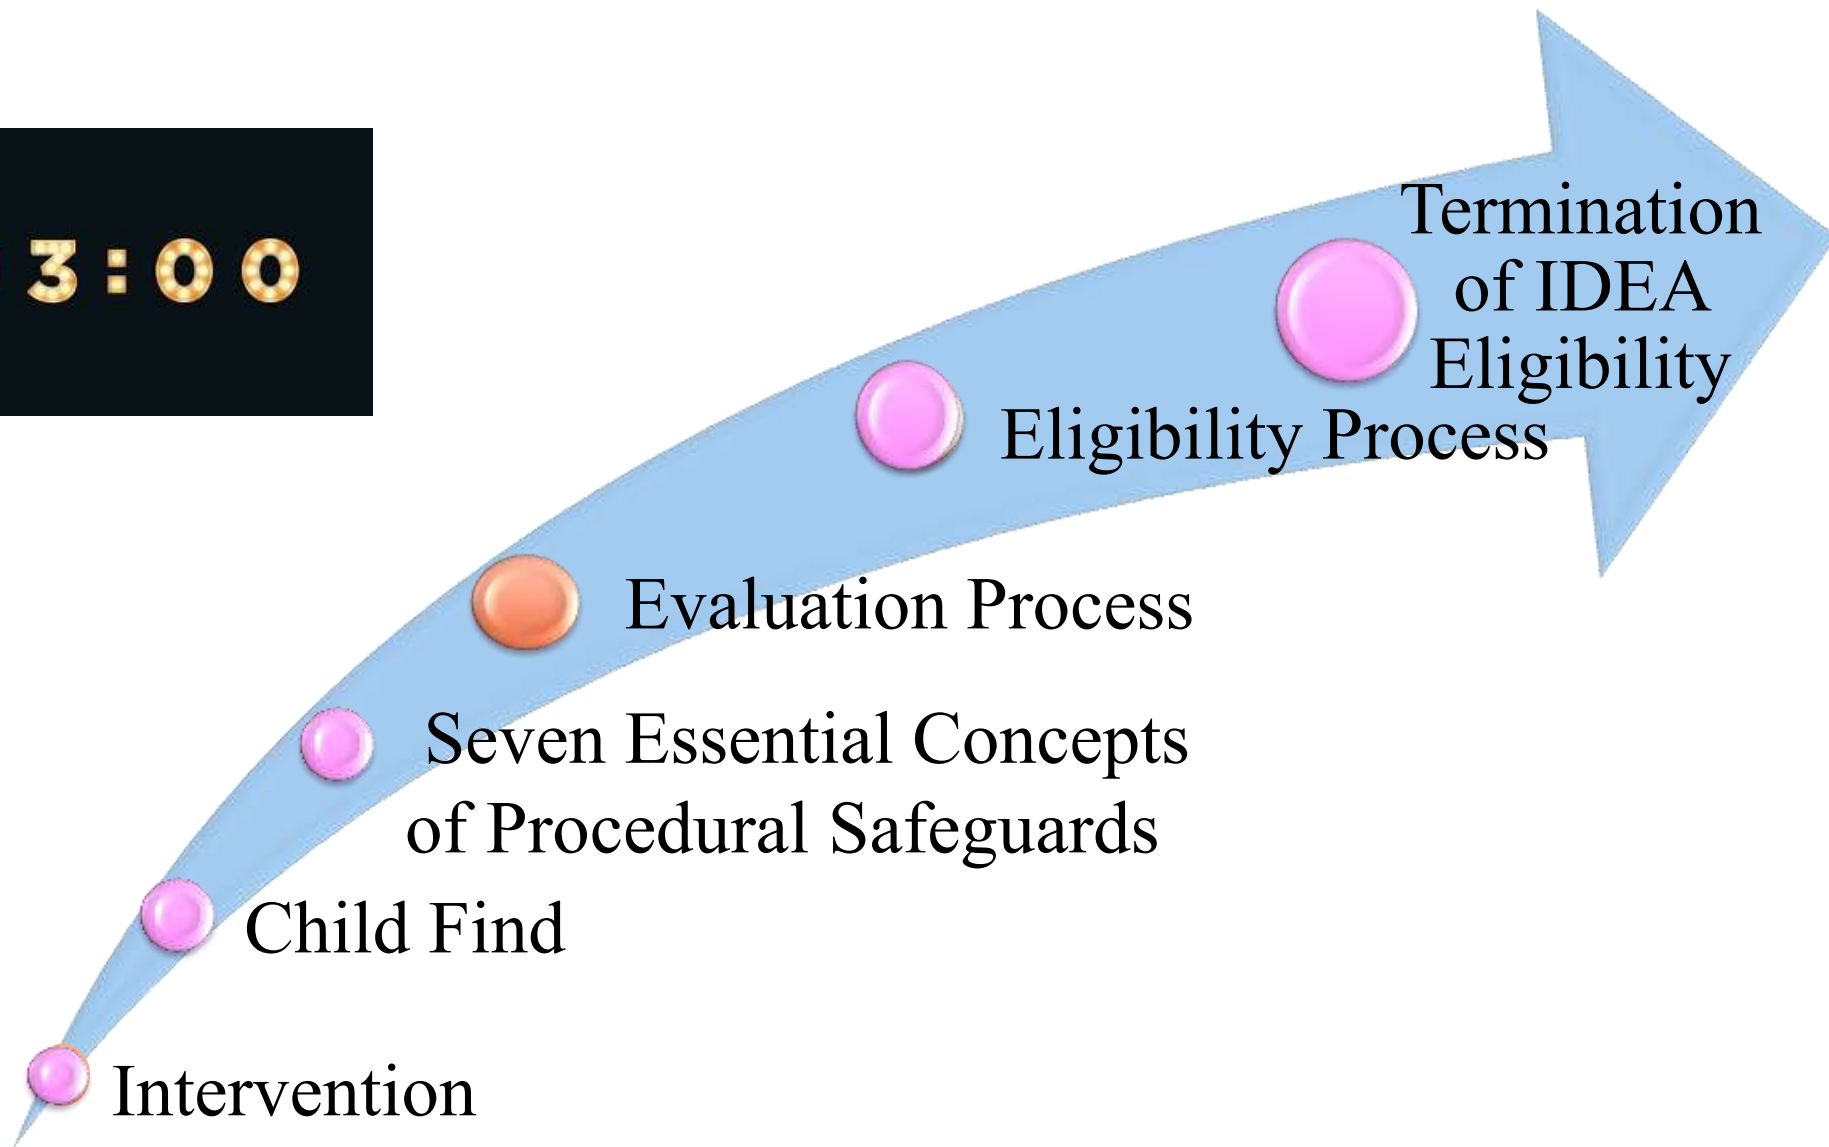 3:00
Termination
of IDEA
Eligibility
Eligibility Process
Evaluation Process
Seven Essential Concepts
of Procedural Safeguards
Child Find
Intervention